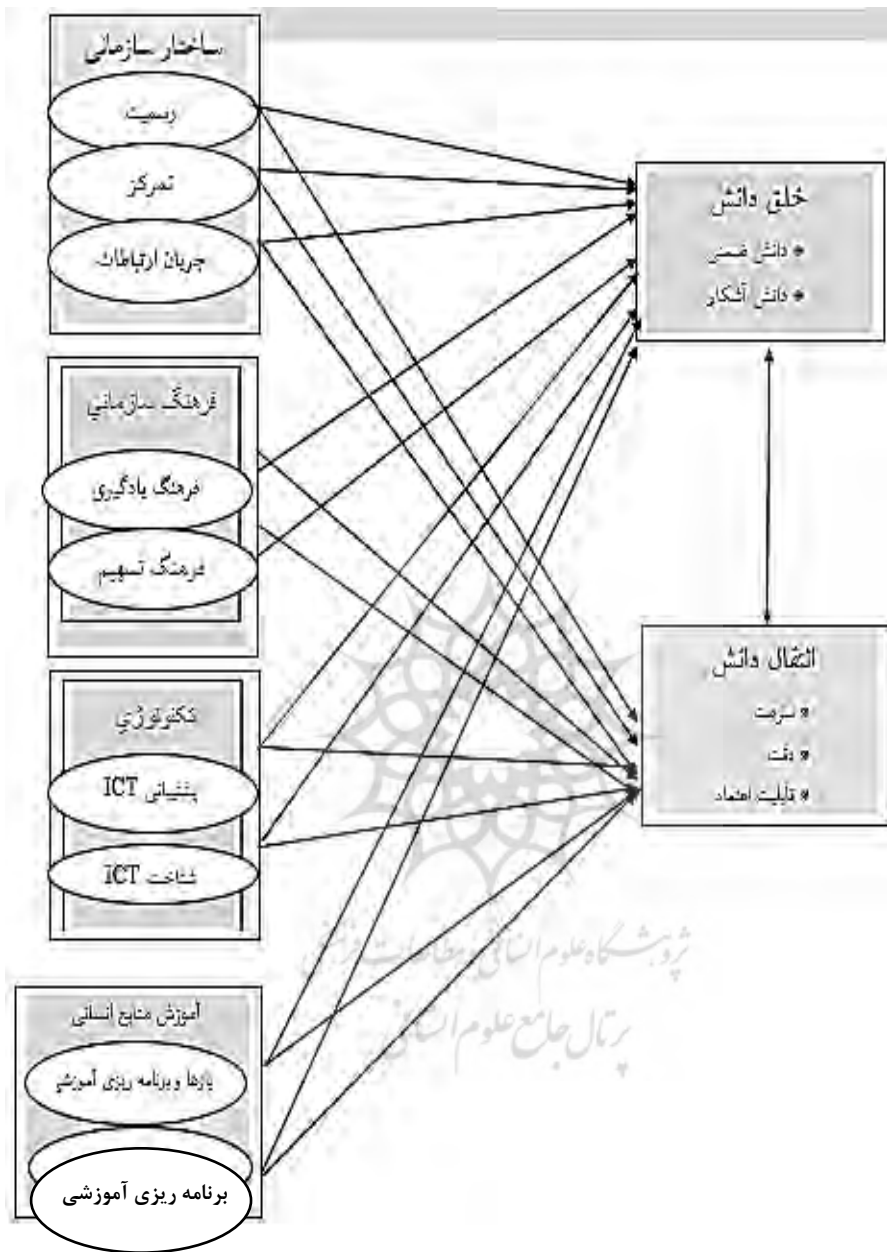 ساختار سازمانی
رسمیت
تمرکز
جریان ارتباطات
فرهنگ سازمانی
فرهنگ یادگیری
فرهنگ تسهیم
تکنولوژی
پشتیبانی ICT
شناخت ICT
آموزش منابع انسانی
و برنامه ریزی آموزشی
برنامه ریزی آموزشی
خلق دانش
* دانش ضمنی
* دانش آشکار
انتقال دانش
* سرعت
* دقت
* قابلیت اعتماد
پژوهشگاه علوم انسانی و مطالعات فرهنگی
پرتال جامع علوم انسانی